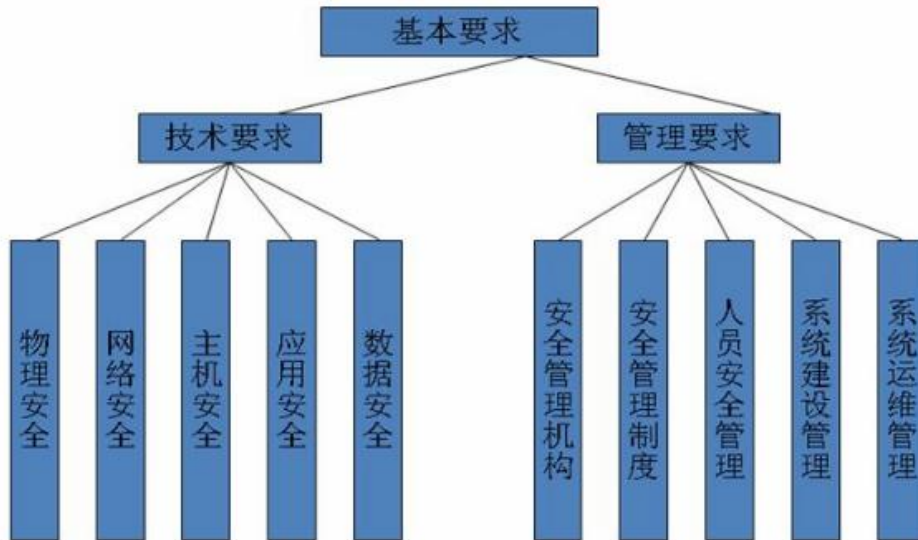 基本要求
技术要求
管理要求
物理安全
网络安全
主机安全
应用安全
数据安全
安全管理机构
安全管理制度
人员安全管理
系统建设管理
系统运维管理